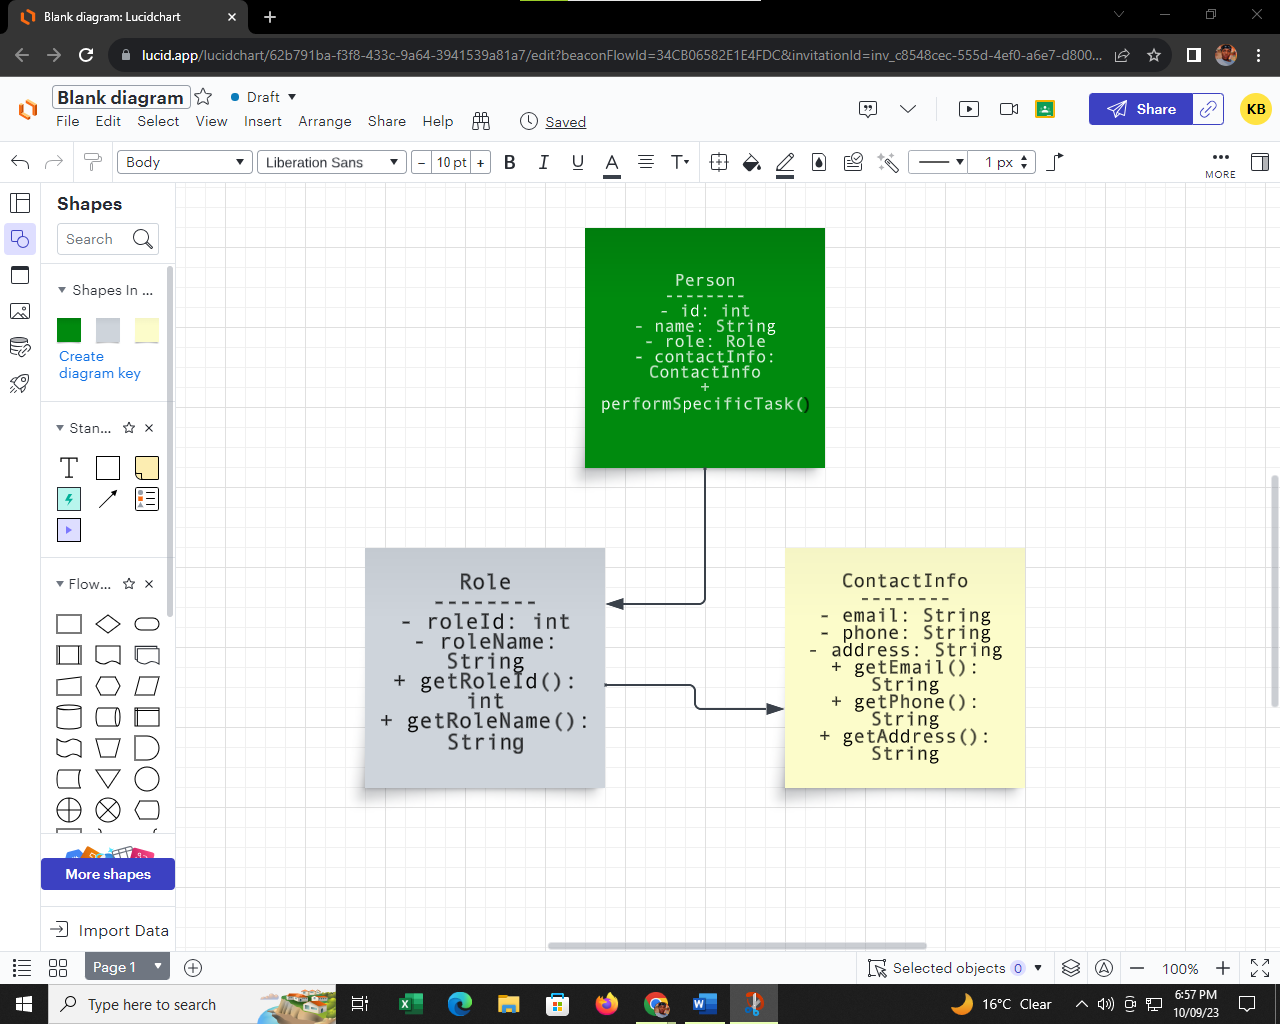 Blank diagram: Lucidchart
lucid.app/lucidchart/62b791ba-f3f8-433c-9a64-3941539a81a7/edit?beaconFlowId=34CB06582E1E4FDC&invitationId=inv_c8548cec-555d-4ef0-a6e7-d800...
Blank diagram
Draft
File Edit Select View Insert Arrange Share Help Saved
Share
KB
Body
Liberation Sans
− 10 pt +
B I U A T
1 px
MORE
Shapes
Search
Shapes In ...
Create
diagram key
Stan...
T
Flow...
More shapes
Import Data
Person
--------
- id: int
- name: String
- role: Role
- contactInfo:
ContactInfo
+
performSpecificTask()
Role
--------
- roleId: int
- roleName:
String
+ getRoleId():
int
+ getRoleName():
String
ContactInfo
--------
- email: String
- phone: String
- address: String
+ getEmail():
String
+ getPhone():
String
+ getAddress():
String
Page 1
Selected objects 0
100%
Type here to search
16°C Clear
6:57 PM
10/09/23